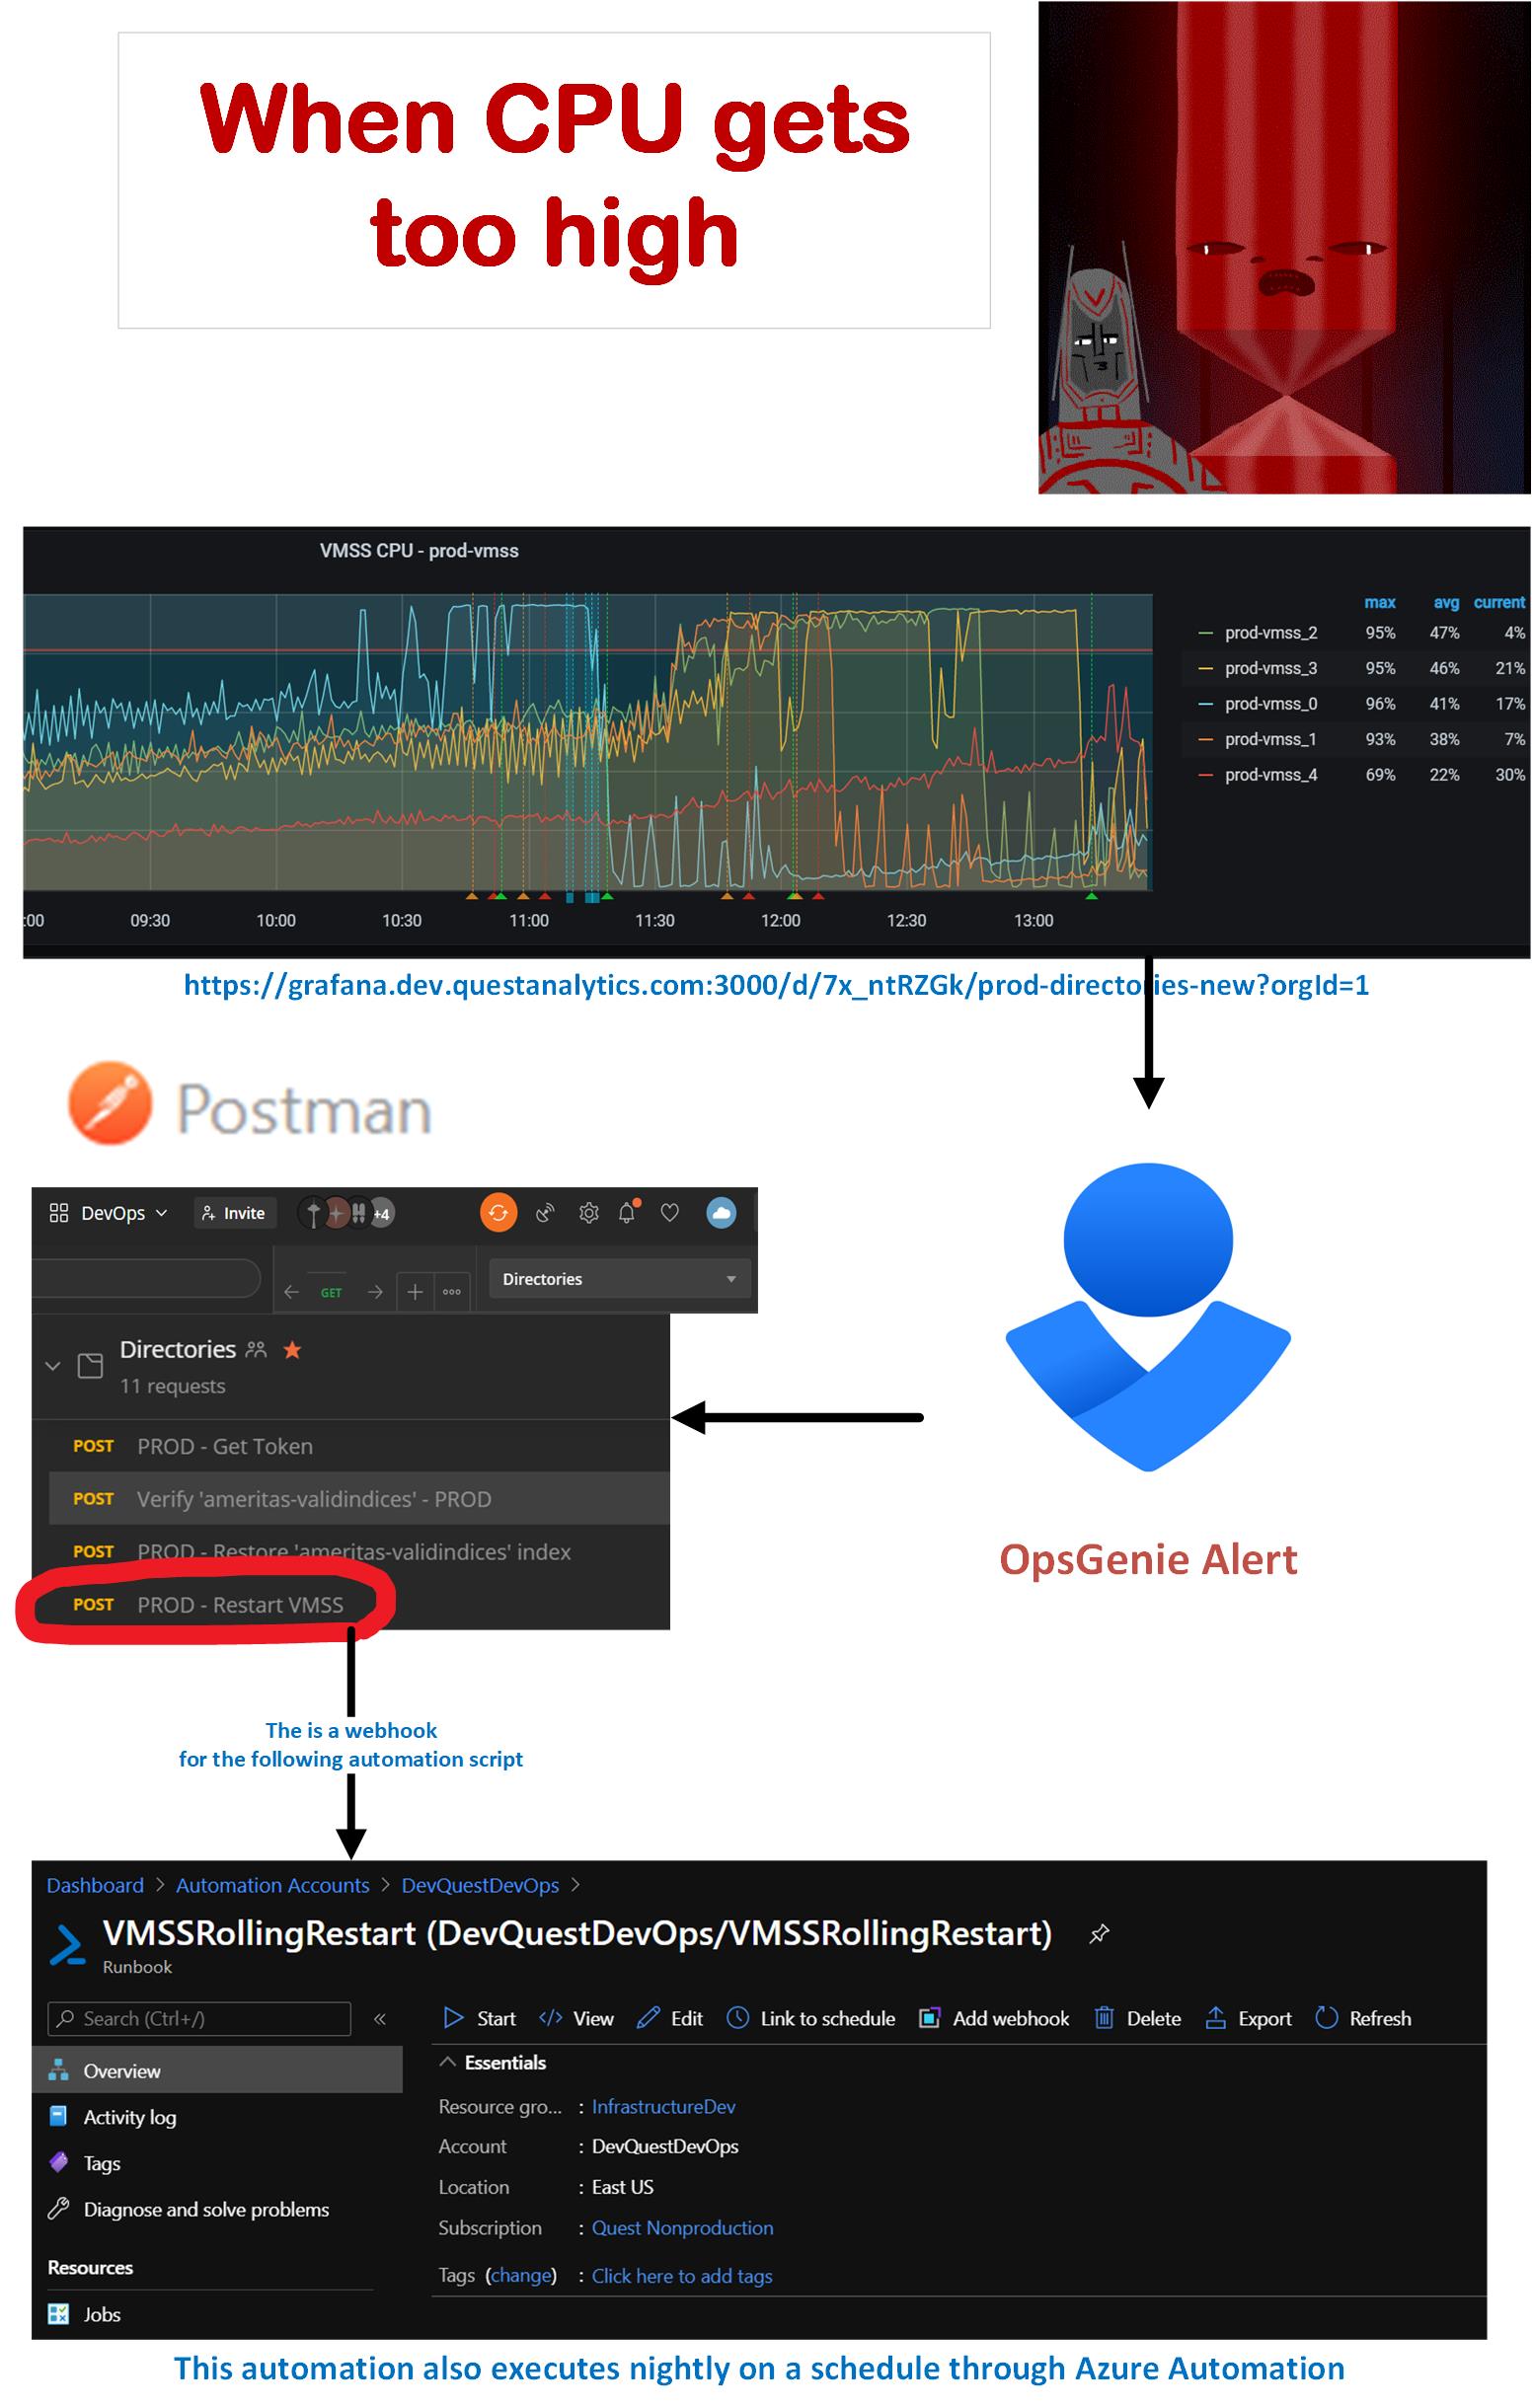 When CPU gets
too high
VMSS CPU - prod-vmss
max avg current
prod-vmss_2 95% 47% 4%
prod-vmss_3 95% 46% 21%
prod-vmss_0 96% 41% 17%
prod-vmss_1 93% 38% 7%
prod-vmss_4 69% 22% 30%
:00 09:30 10:00 10:30 11:00 11:30 12:00 12:30 13:00
https://grafana.dev.questanalytics.com:3000/d/7x_ntRZGk/prod-directories-new?orgId=1
Postman
DevOps Invite +4
GET Directories
Directories
11 requests
POST PROD - Get Token
POST Verify 'ameritas-validindices' - PROD
POST PROD - Restore 'ameritas-validindices' index
POST PROD - Restart VMSS
OpsGenie Alert
The is a webhook
for the following automation script
Dashboard > Automation Accounts > DevQuestDevOps >
VMSSRollingRestart (DevQuestDevOps/VMSSRollingRestart)
Runbook
Search (Ctrl+/) «
Start View Edit Link to schedule Add webhook Delete Export Refresh
Overview
Activity log
Tags
Diagnose and solve problems
Resources
Jobs
Essentials
Resource gro... : InfrastructureDev
Account : DevQuestDevOps
Location : East US
Subscription : Quest Nonproduction
Tags (change) : Click here to add tags
This automation also executes nightly on a schedule through Azure Automation